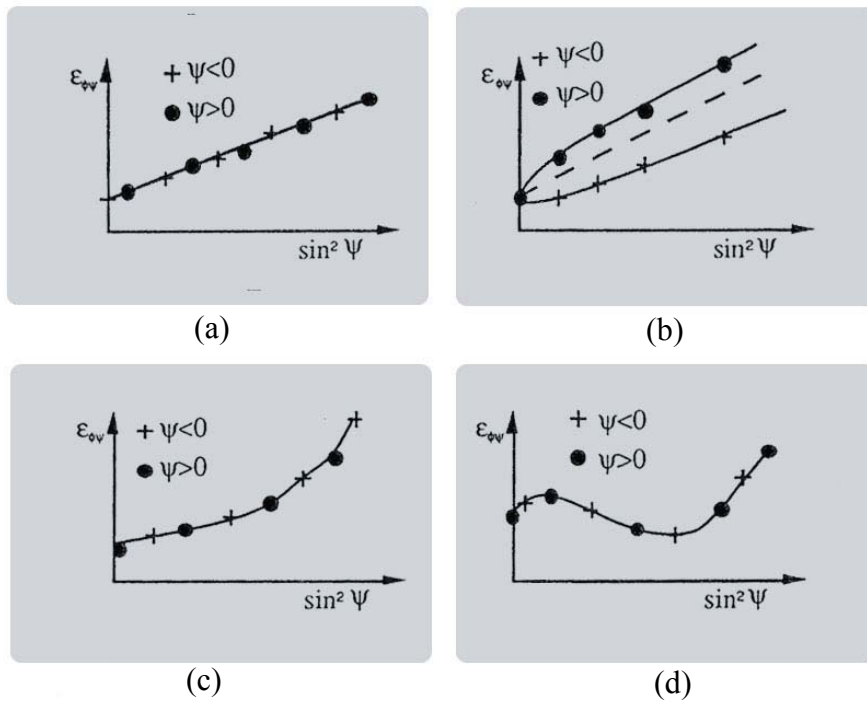 ε_φψ
+ ψ<0
● ψ>0
sin² ψ
(a)
ε_φψ
+ ψ<0
● ψ>0
sin² ψ
(b)
ε_φψ
+ ψ<0
● ψ>0
sin² ψ
(c)
ε_φψ
+ ψ<0
● ψ>0
sin² ψ
(d)